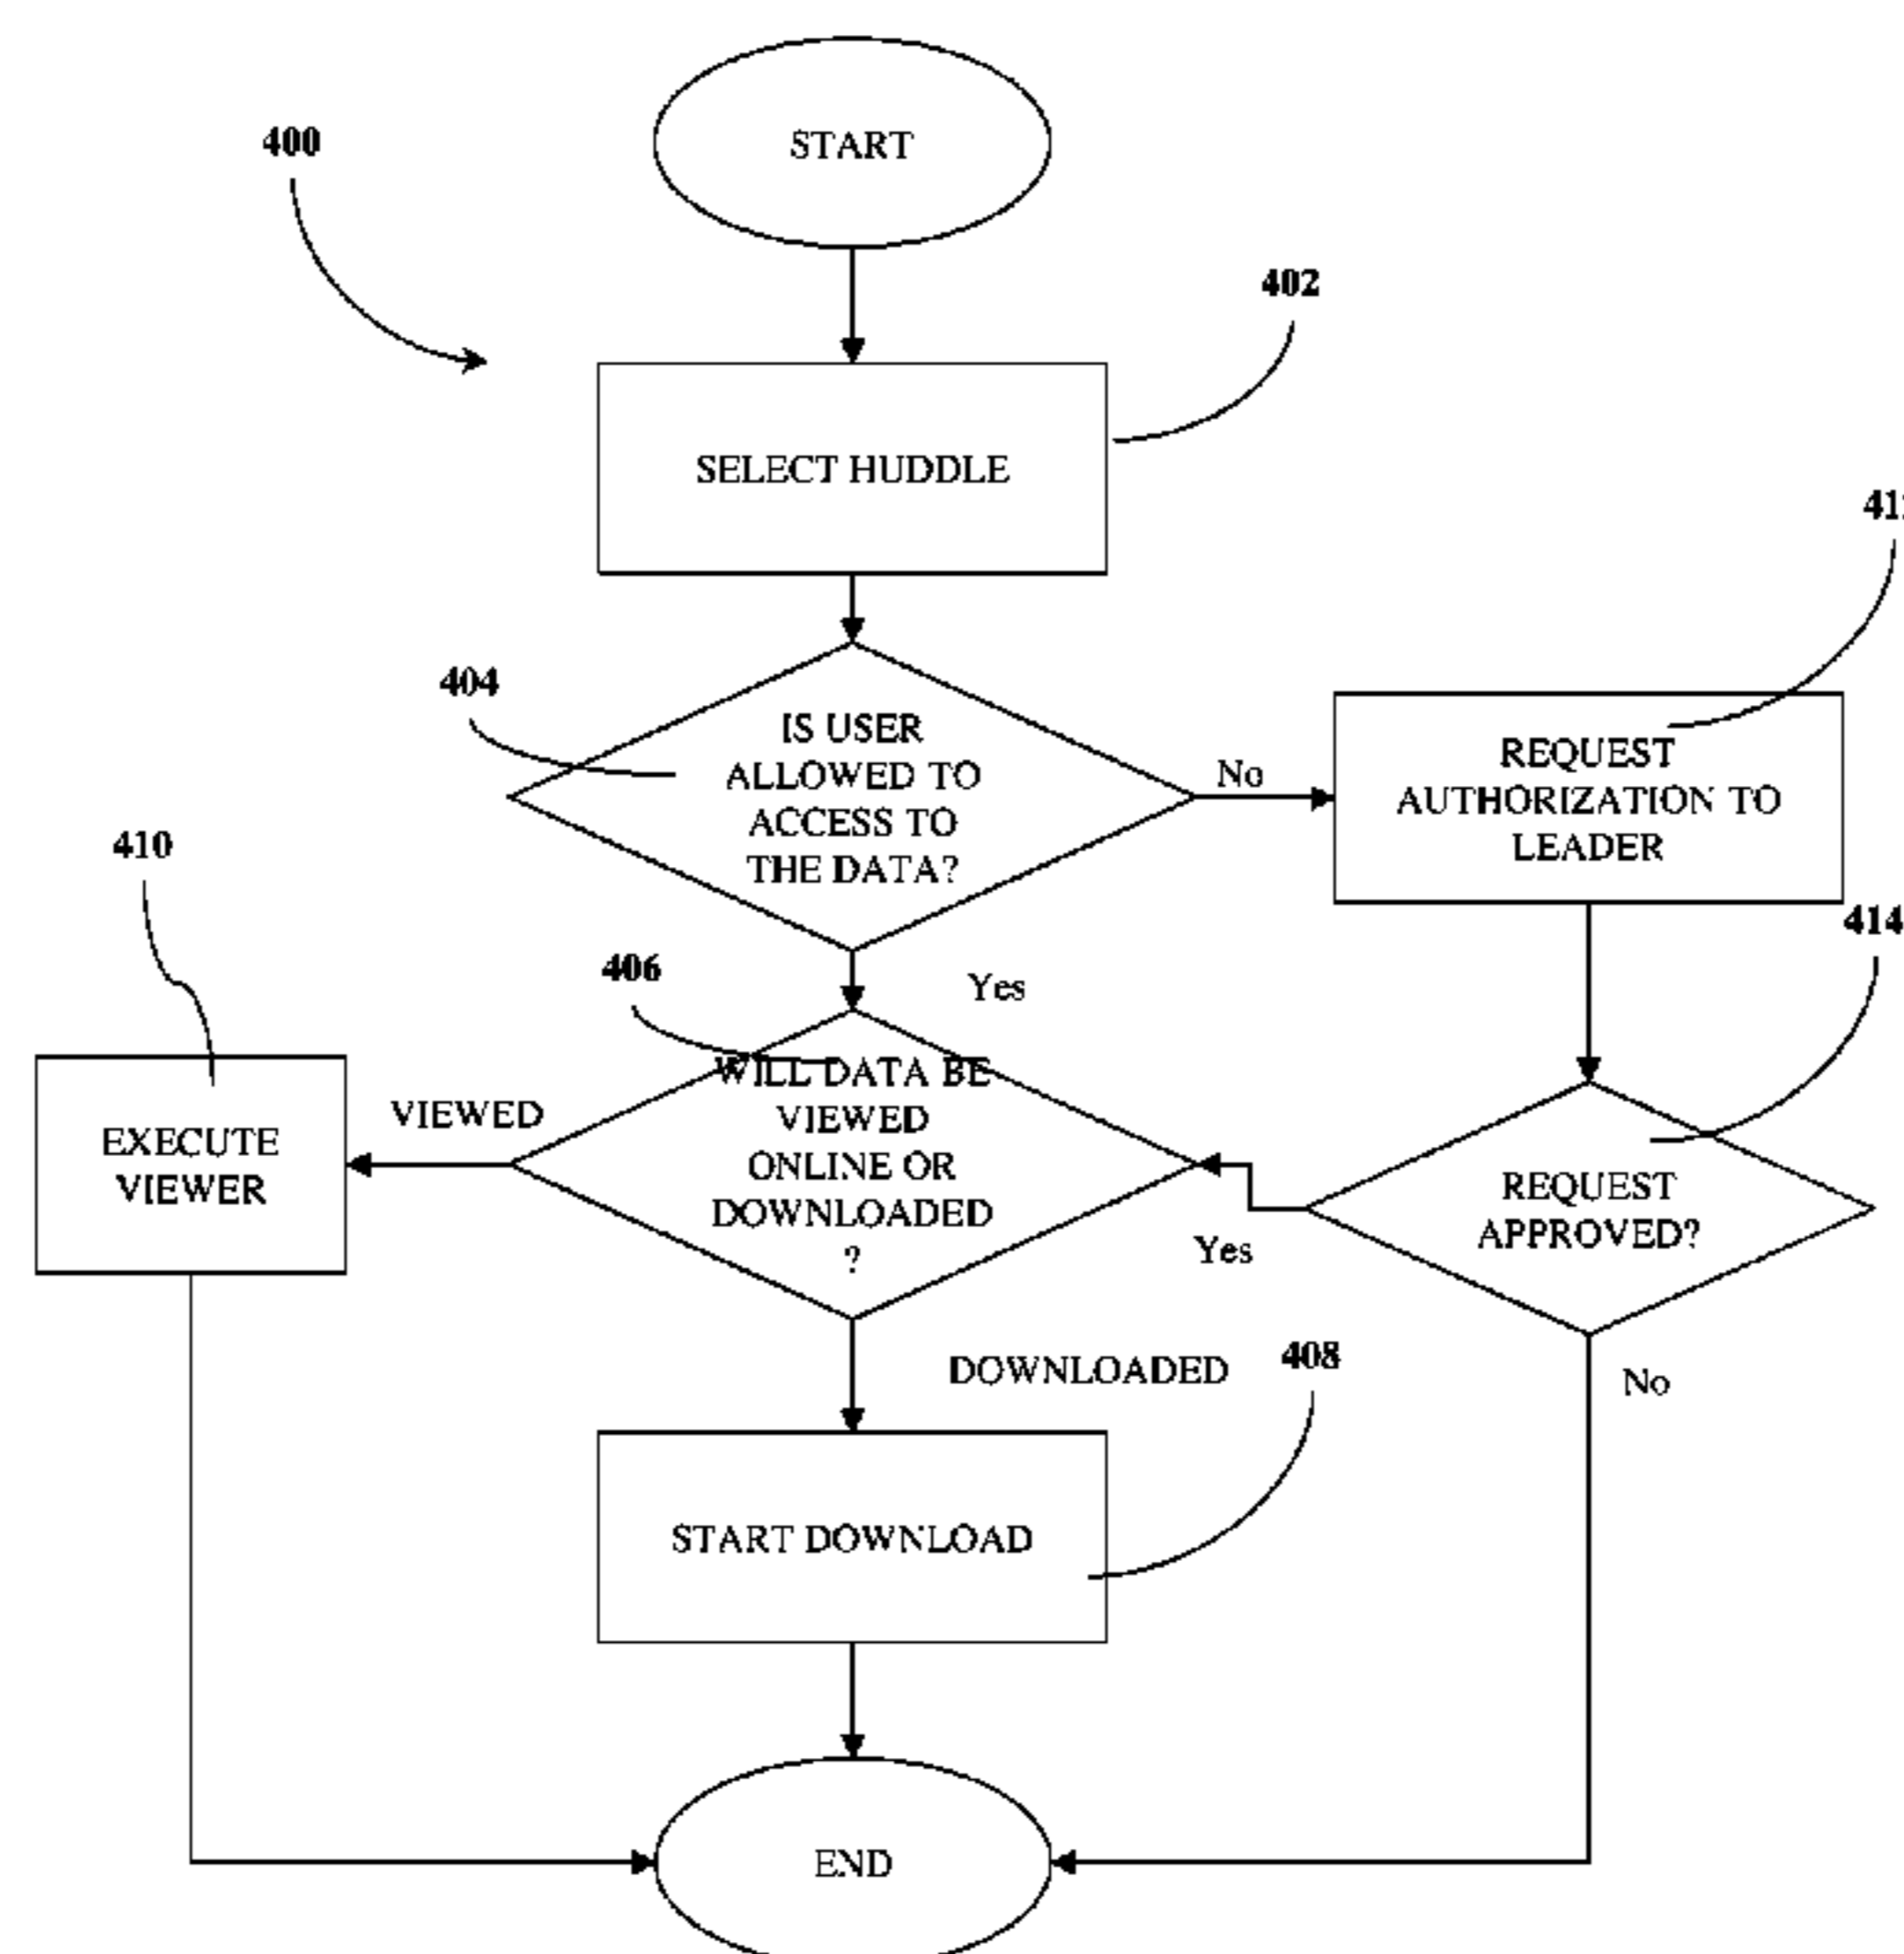 START
400
402
SELECT HUDDLE
404
IS USER
ALLOWED TO
ACCESS TO
THE DATA?
No
REQUEST
AUTHORIZATION TO
LEADER
410
406
Yes
414
EXECUTE
VIEWER
VIEWED
WILL DATA BE
VIEWED
ONLINE OR
DOWNLOADED
?
Yes
REQUEST
APPROVED?
DOWNLOADED
408
No
START DOWNLOAD
END